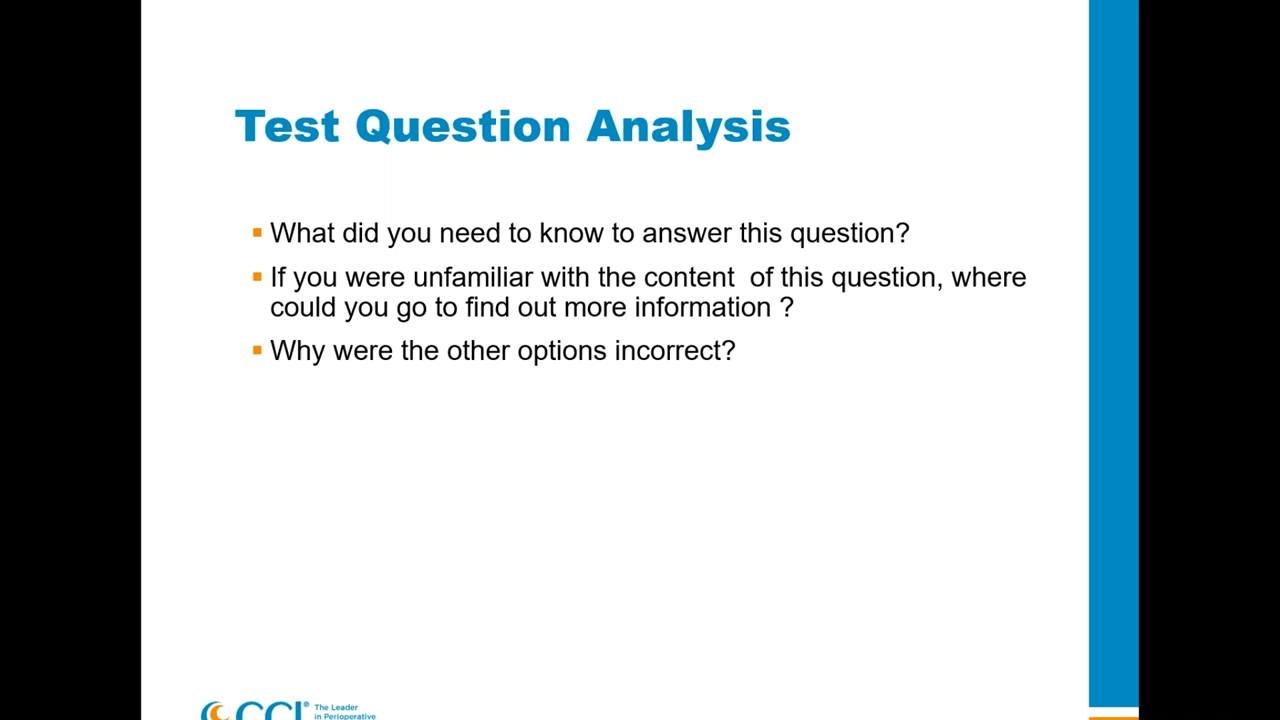 Test Question Analysis
What did you need to know to answer this question?
If you were unfamiliar with the content  of this question, where
could you go to find out more information ?
Why were the other options incorrect?
CCI® The Leader
in Perioperative